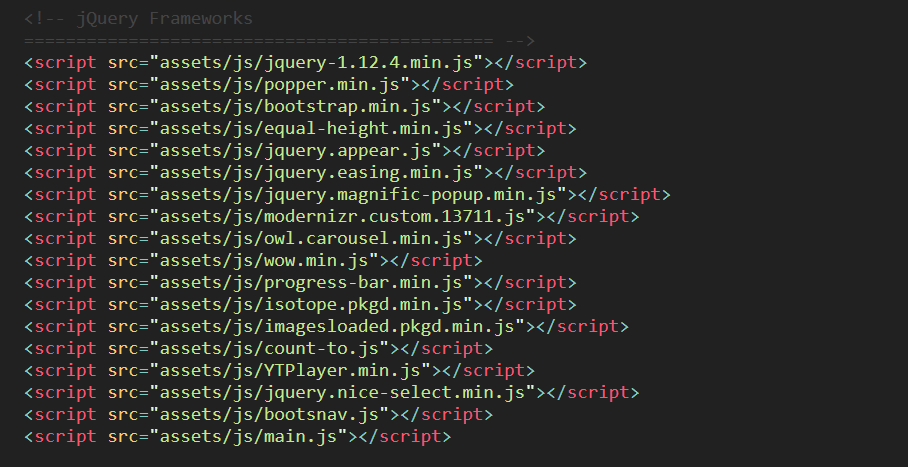 <!-- jQuery Frameworks
============================================= -->
<script src="assets/js/jquery-1.12.4.min.js"></script>
<script src="assets/js/popper.min.js"></script>
<script src="assets/js/bootstrap.min.js"></script>
<script src="assets/js/equal-height.min.js"></script>
<script src="assets/js/jquery.appear.js"></script>
<script src="assets/js/jquery.easing.min.js"></script>
<script src="assets/js/jquery.magnific-popup.min.js"></script>
<script src="assets/js/modernizr.custom.13711.js"></script>
<script src="assets/js/owl.carousel.min.js"></script>
<script src="assets/js/wow.min.js"></script>
<script src="assets/js/progress-bar.min.js"></script>
<script src="assets/js/isotope.pkgd.min.js"></script>
<script src="assets/js/imagesloaded.pkgd.min.js"></script>
<script src="assets/js/count-to.js"></script>
<script src="assets/js/YTPlayer.min.js"></script>
<script src="assets/js/jquery.nice-select.min.js"></script>
<script src="assets/js/bootsnav.js"></script>
<script src="assets/js/main.js"></script>